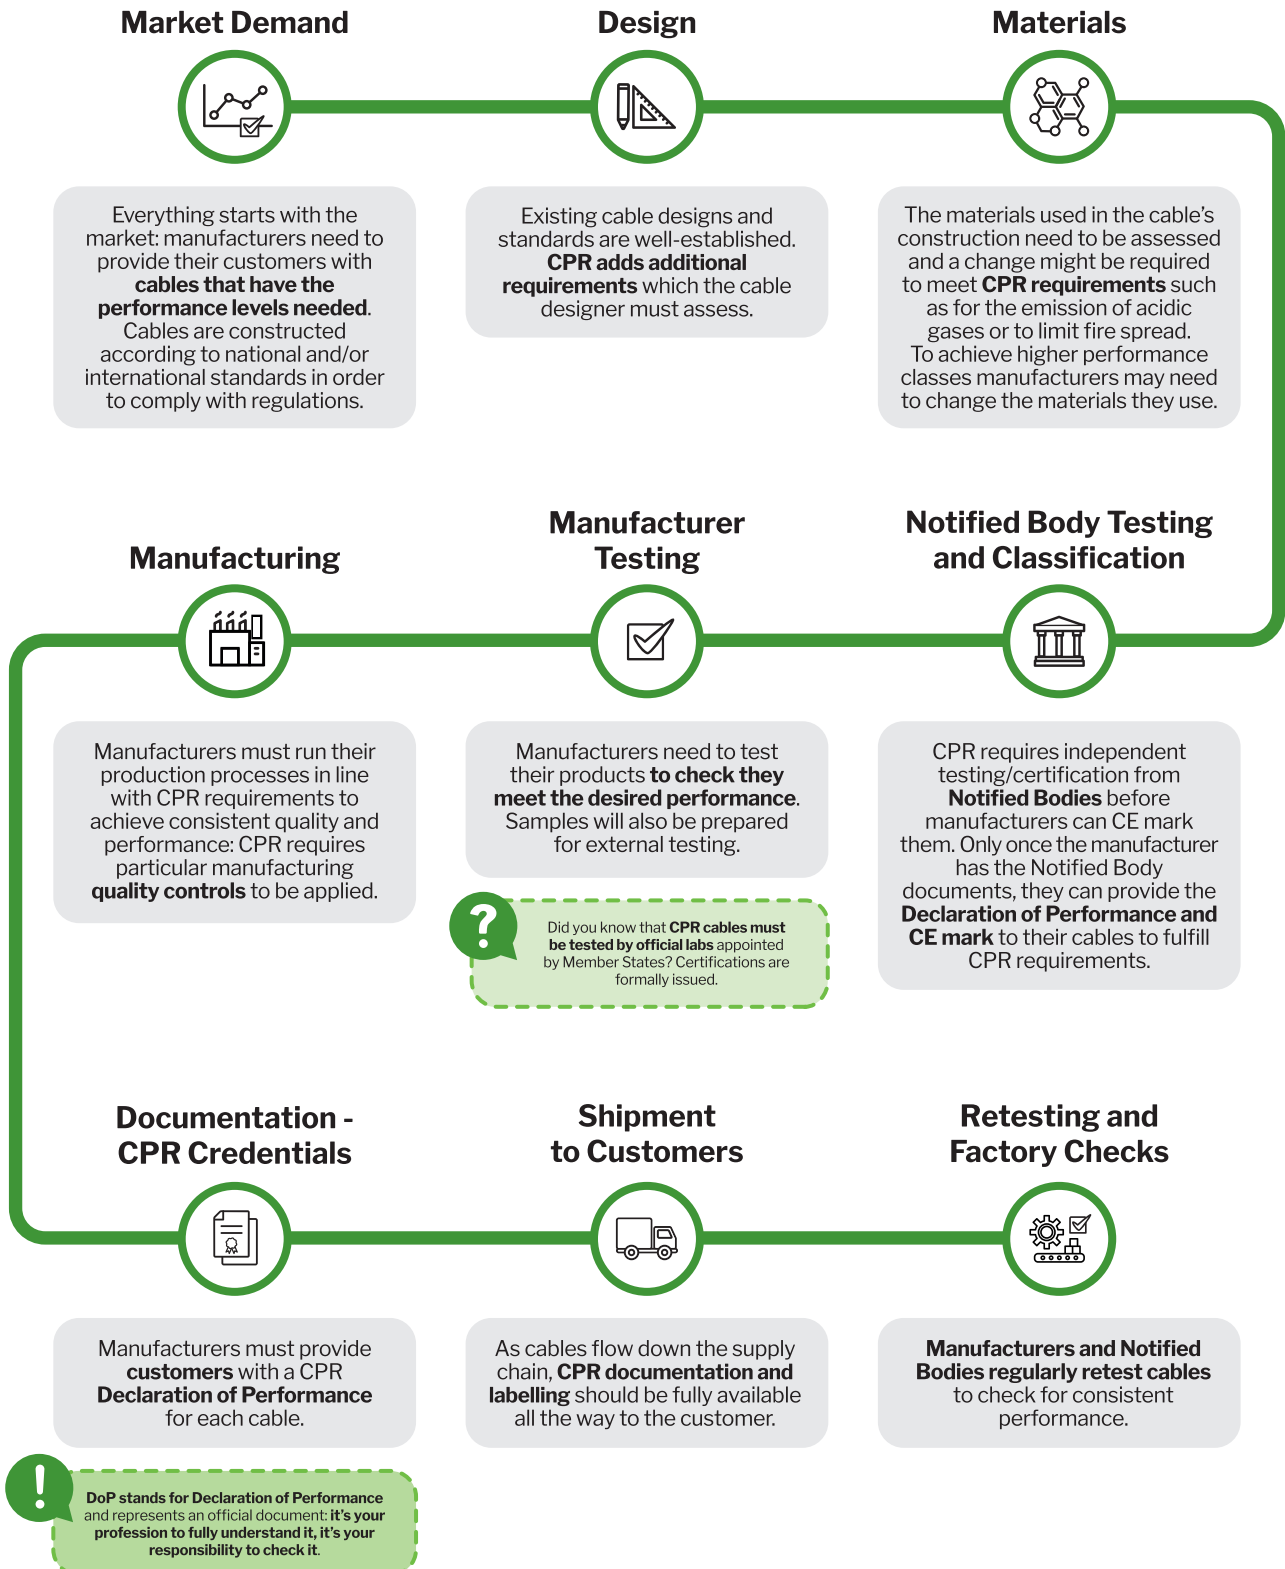 Market Demand
Everything starts with the
market: manufacturers need to
provide their customers with
cables that have the
performance levels needed.
Cables are constructed
according to national and/or
international standards in order
to comply with regulations.
Design
Existing cable designs and
standards are well-established.
CPR adds additional
requirements which the cable
designer must assess.
Materials
The materials used in the cable's
construction need to be assessed
and a change might be required
to meet CPR requirements such
as for the emission of acidic
gases or to limit fire spread.
To achieve higher performance
classes manufacturers may need
to change the materials they use.
Notified Body Testing
and Classification
CPR requires independent
testing/certification from
Notified Bodies before
manufacturers can CE mark
them. Only once the manufacturer
has the Notified Body
documents, they can provide the
Declaration of Performance and
CE mark to their cables to fulfill
CPR requirements.
Manufacturer
Testing
Manufacturers need to test
their products to check they
meet the desired performance.
Samples will also be prepared
for external testing.
?
Did you know that CPR cables must
be tested by official labs appointed
by Member States? Certifications are
formally issued.
Manufacturing
Manufacturers must run their
production processes in line
with CPR requirements to
achieve consistent quality and
performance: CPR requires
particular manufacturing
quality controls to be applied.
Documentation -
CPR Credentials
Manufacturers must provide
customers with a CPR
Declaration of Performance
for each cable.
!
DoP stands for Declaration of Performance
and represents an official document: it's your
profession to fully understand it, it's your
responsibility to check it.
Shipment
to Customers
As cables flow down the supply
chain, CPR documentation and
labelling should be fully available
all the way to the customer.
Retesting and
Factory Checks
Manufacturers and Notified
Bodies regularly retest cables
to check for consistent
performance.